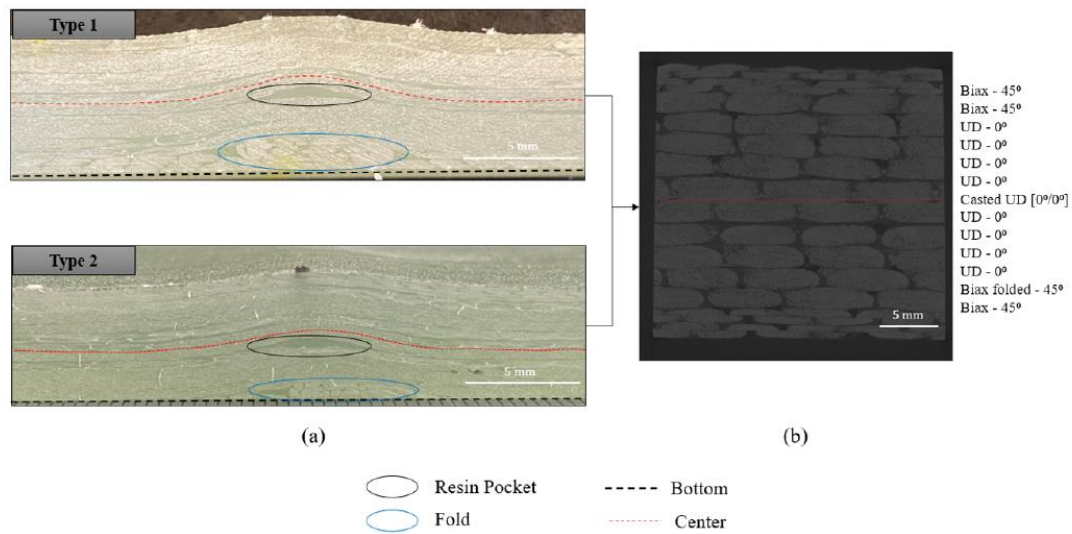 Type 1
5 mm
Type 2
5 mm
(a)
Biax - 45º
Biax - 45º
UD - 0º
UD - 0º
UD - 0º
UD - 0º
Casted UD [0º/0º]
UD - 0º
UD - 0º
UD - 0º
UD - 0º
Biax folded - 45º
Biax - 45º
5 mm
(b)
Resin Pocket
Bottom
Fold
Center